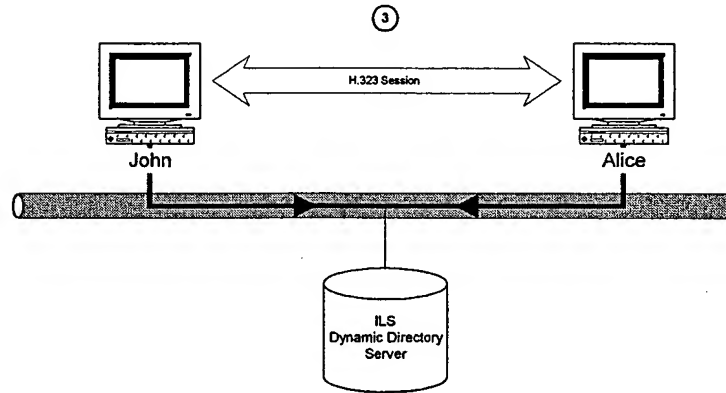 3
H.323 Session
John
Alice
ILS
Dynamic Directory
Server